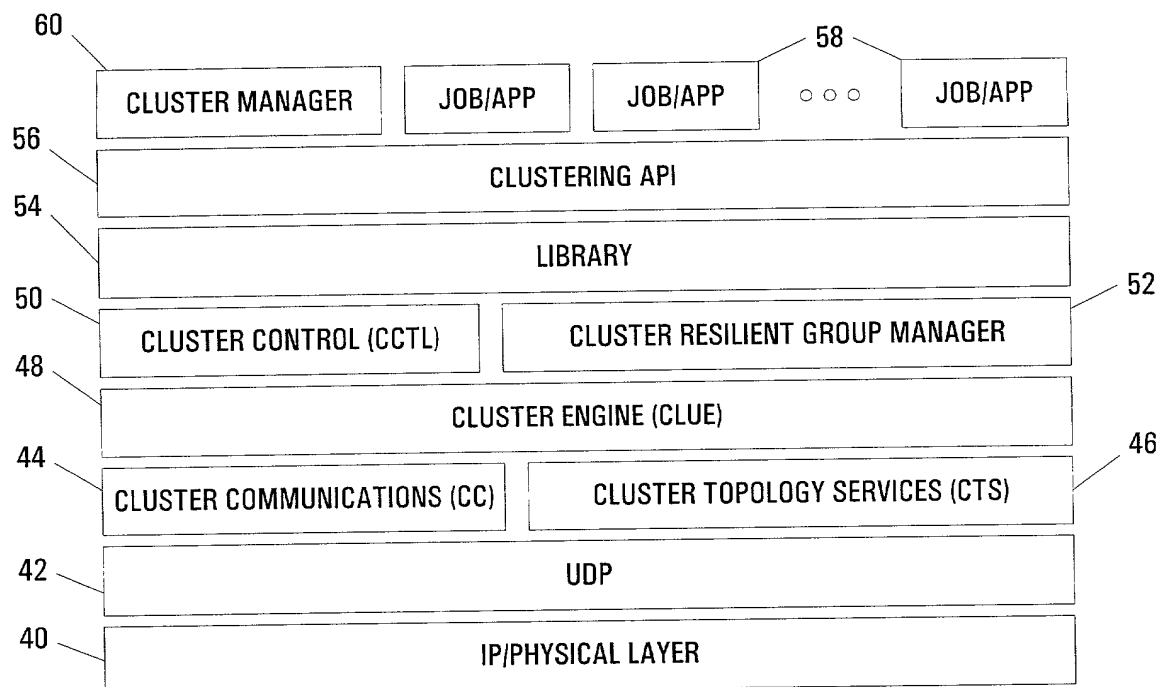 60
58
CLUSTER MANAGER
JOB/APP
JOB/APP
JOB/APP
56
CLUSTERING API
54
LIBRARY
50
52
CLUSTER CONTROL (CCTL)
CLUSTER RESILIENT GROUP MANAGER
48
CLUSTER ENGINE (CLUE)
44
46
CLUSTER COMMUNICATIONS (CC)
CLUSTER TOPOLOGY SERVICES (CTS)
42
UDP
40
IP/PHYSICAL LAYER